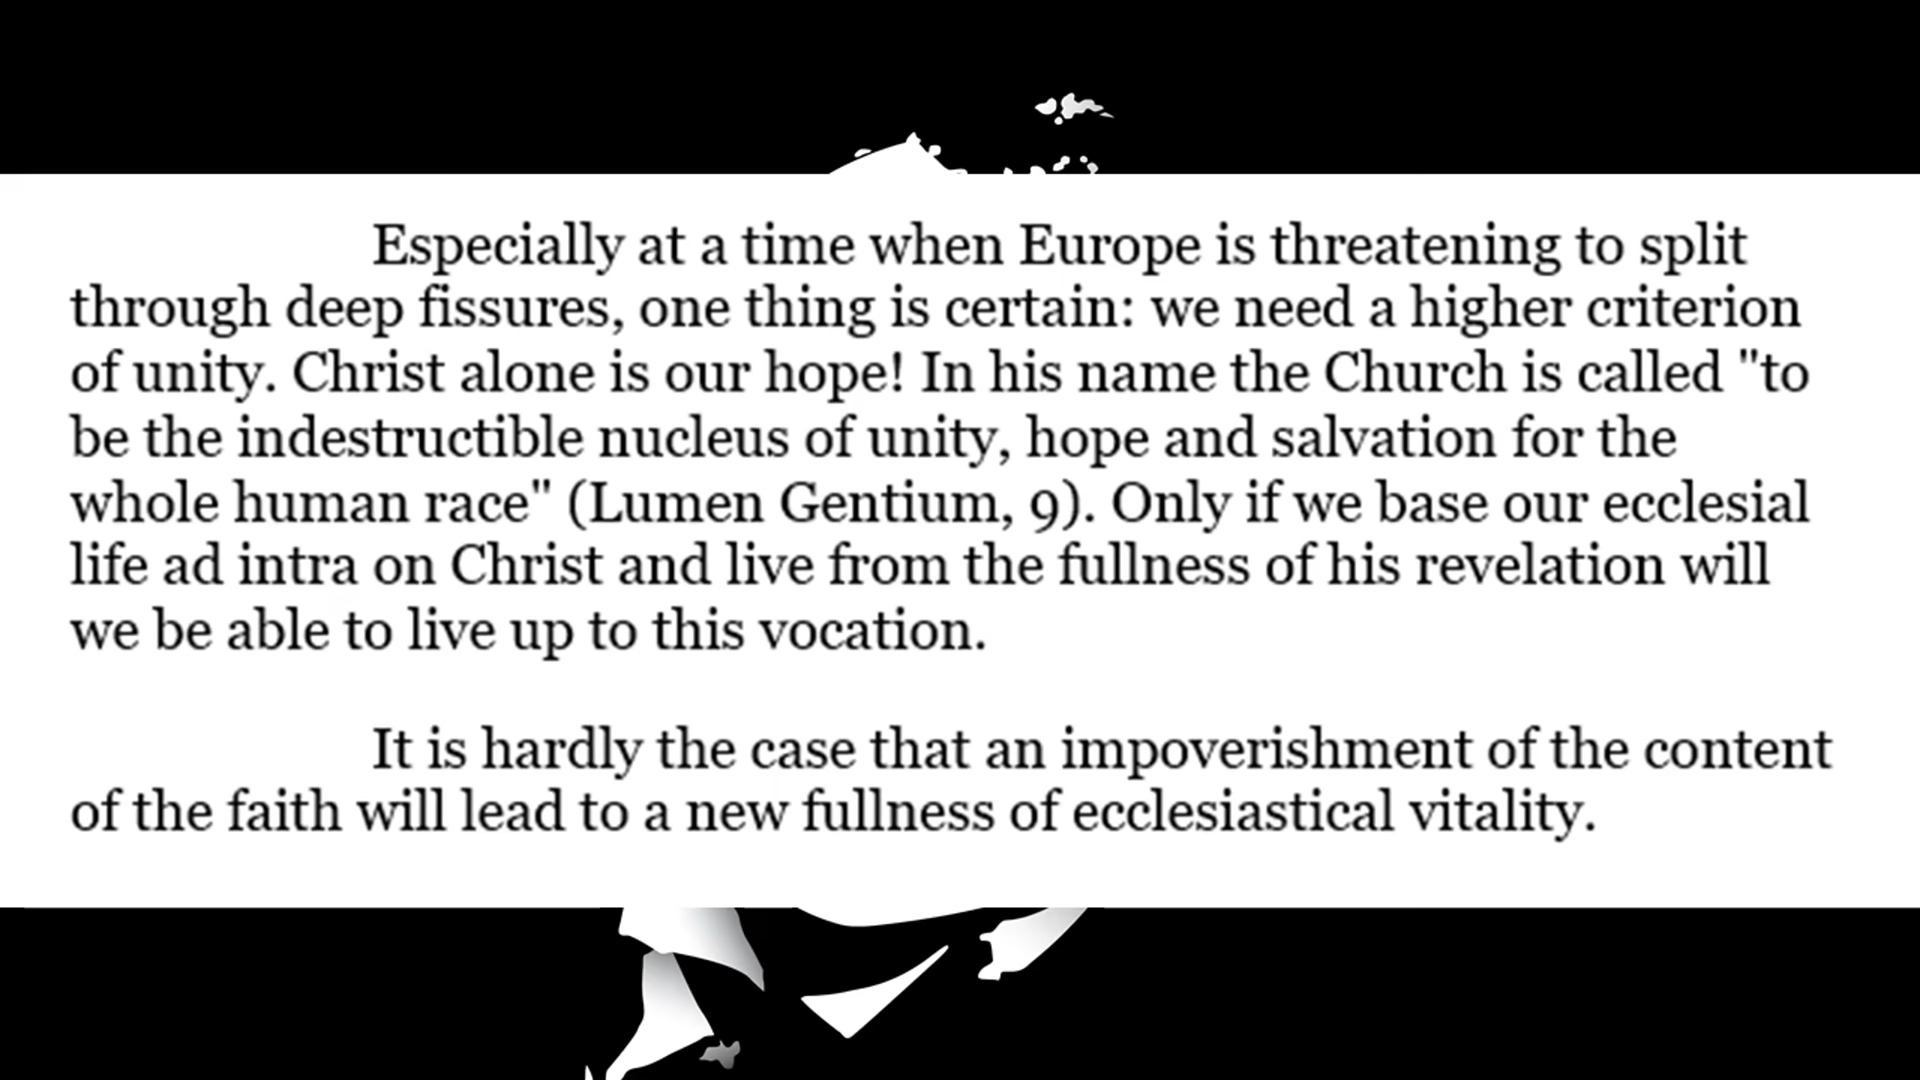 Especially at a time when Europe is threatening to split
through deep fissures, one thing is certain: we need a higher criterion
of unity. Christ alone is our hope! In his name the Church is called "to
be the indestructible nucleus of unity, hope and salvation for the
whole human race" (Lumen Gentium, 9). Only if we base our ecclesial
life ad intra on Christ and live from the fullness of his revelation will
we be able to live up to this vocation.
It is hardly the case that an impoverishment of the content
of the faith will lead to a new fullness of ecclesiastical vitality.